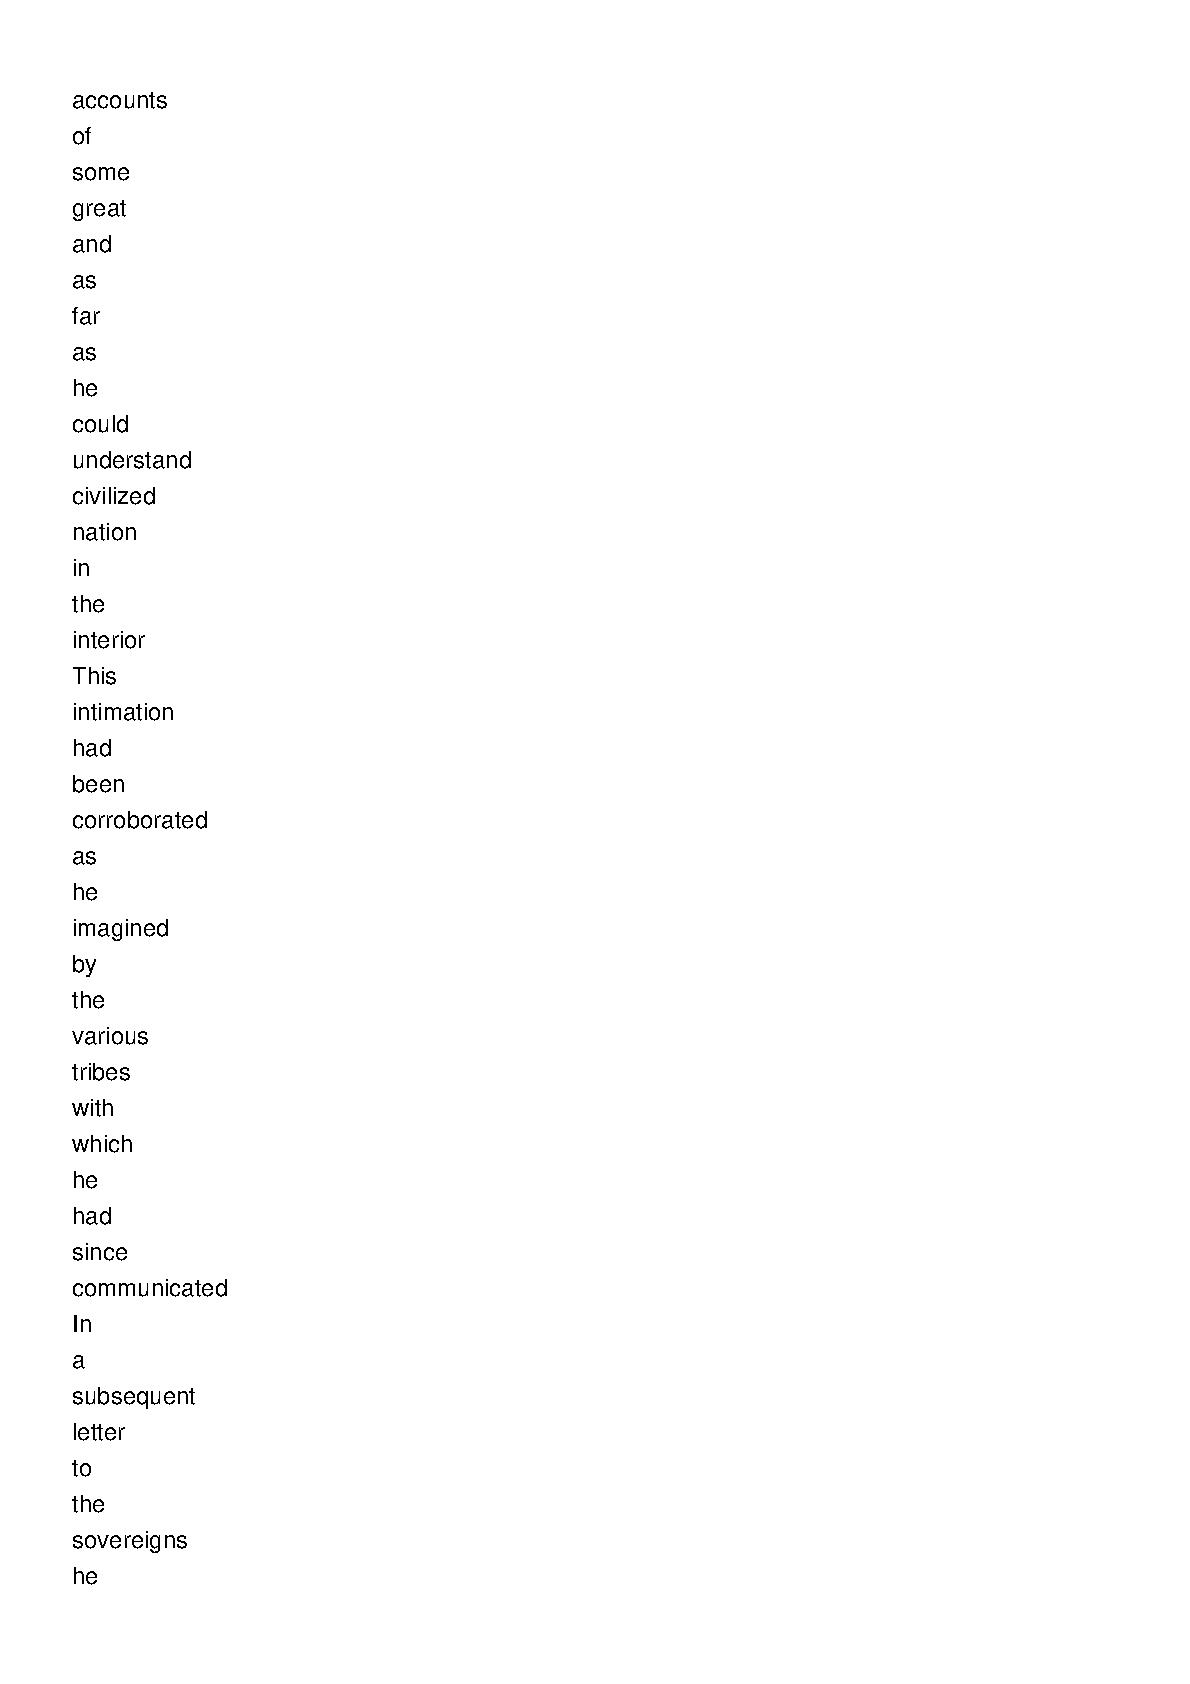 accounts
of
some
great
and
as
far
as
he
could
understand
civilized
nation
in
the
interior
This
intimation
had
been
corroborated
as
he
imagined
by
the
various
tribes
with
which
he
had
since
communicated
In
a
subsequent
letter
to
the
sovereigns
he